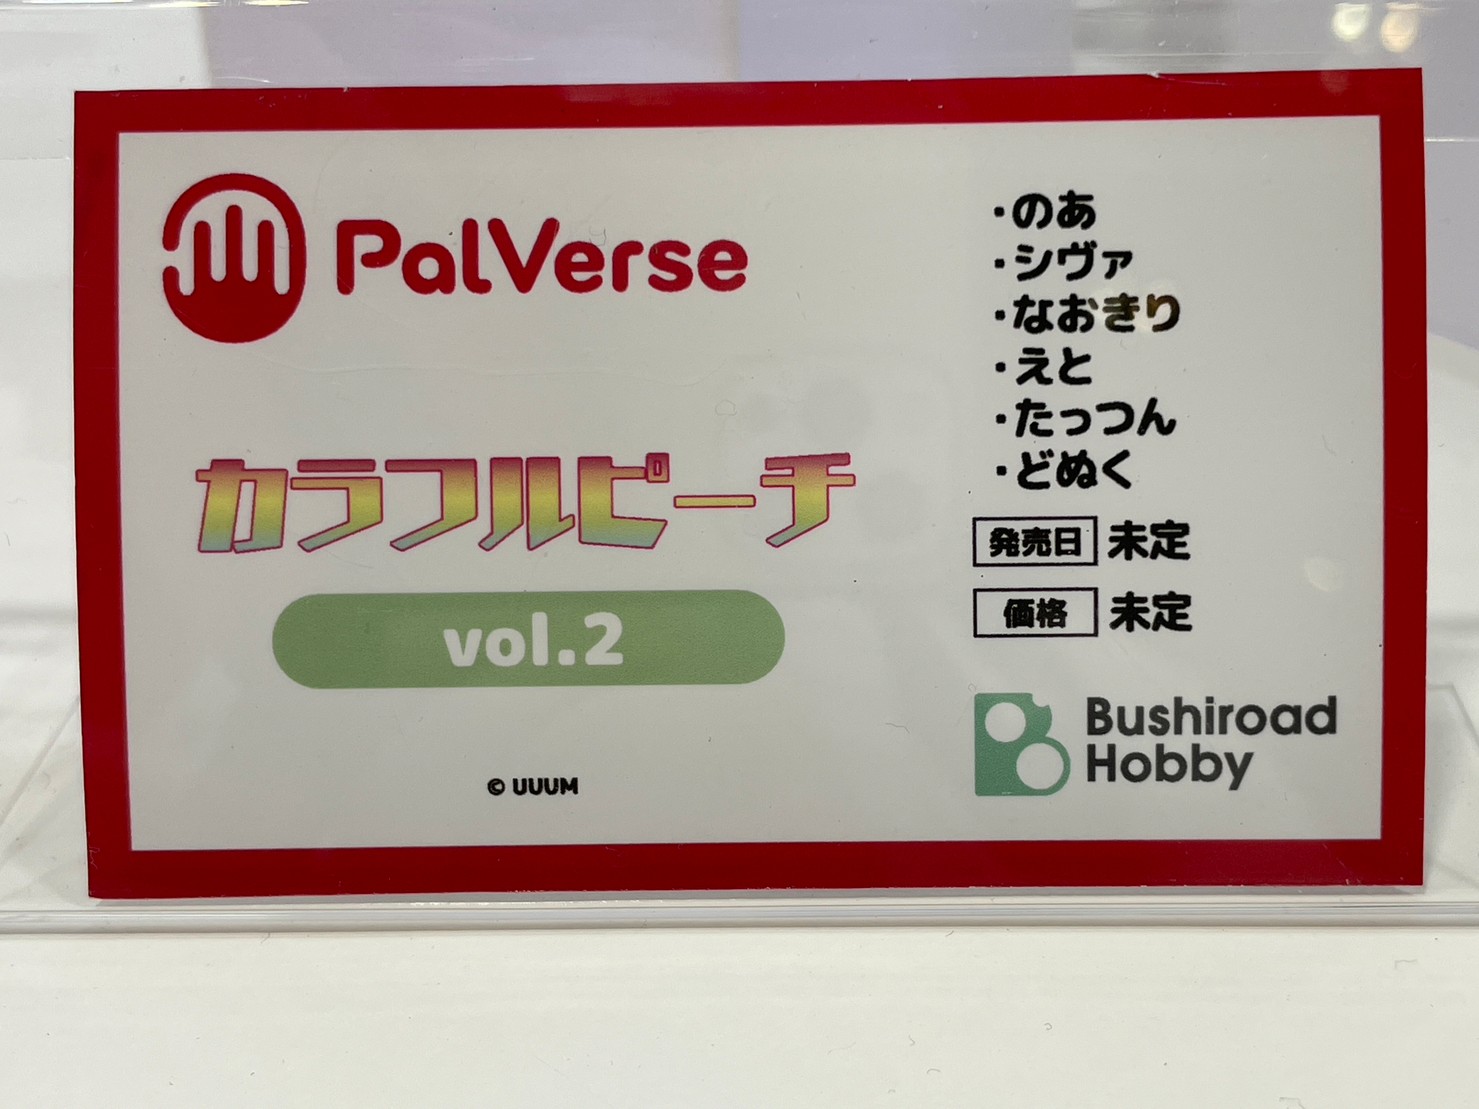 PalVerse
カラフルピーチ
vol.2
© UUUM
・のあ
・シヴァ
・なおきり
・えと
・たっつん
・どぬく
発売日 未定
価格 未定
Bushiroad
Hobby